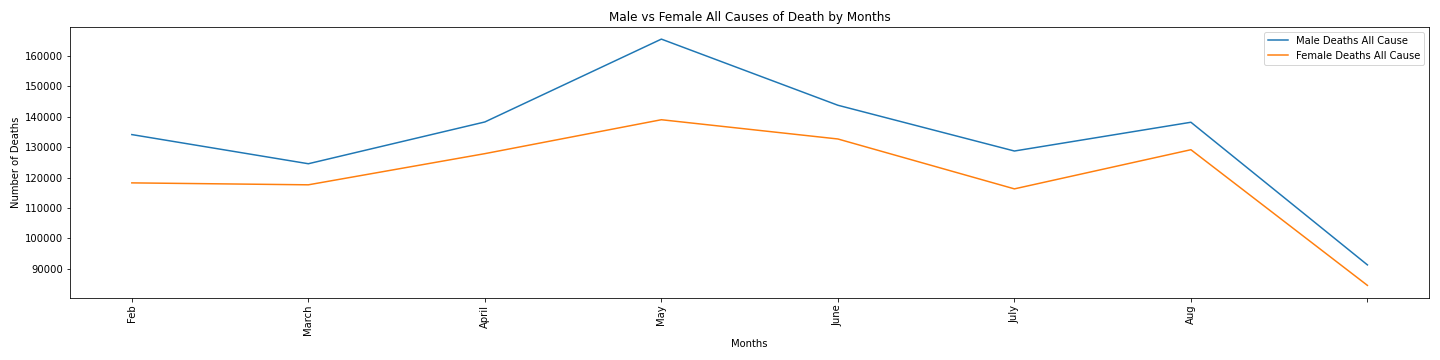 Male vs Female All Causes of Death by Months
Male Deaths All Cause
Female Deaths All Cause
Number of Deaths
160000
150000
140000
130000
120000
110000
100000
90000
Feb
March
April
May
June
July
Aug
Months